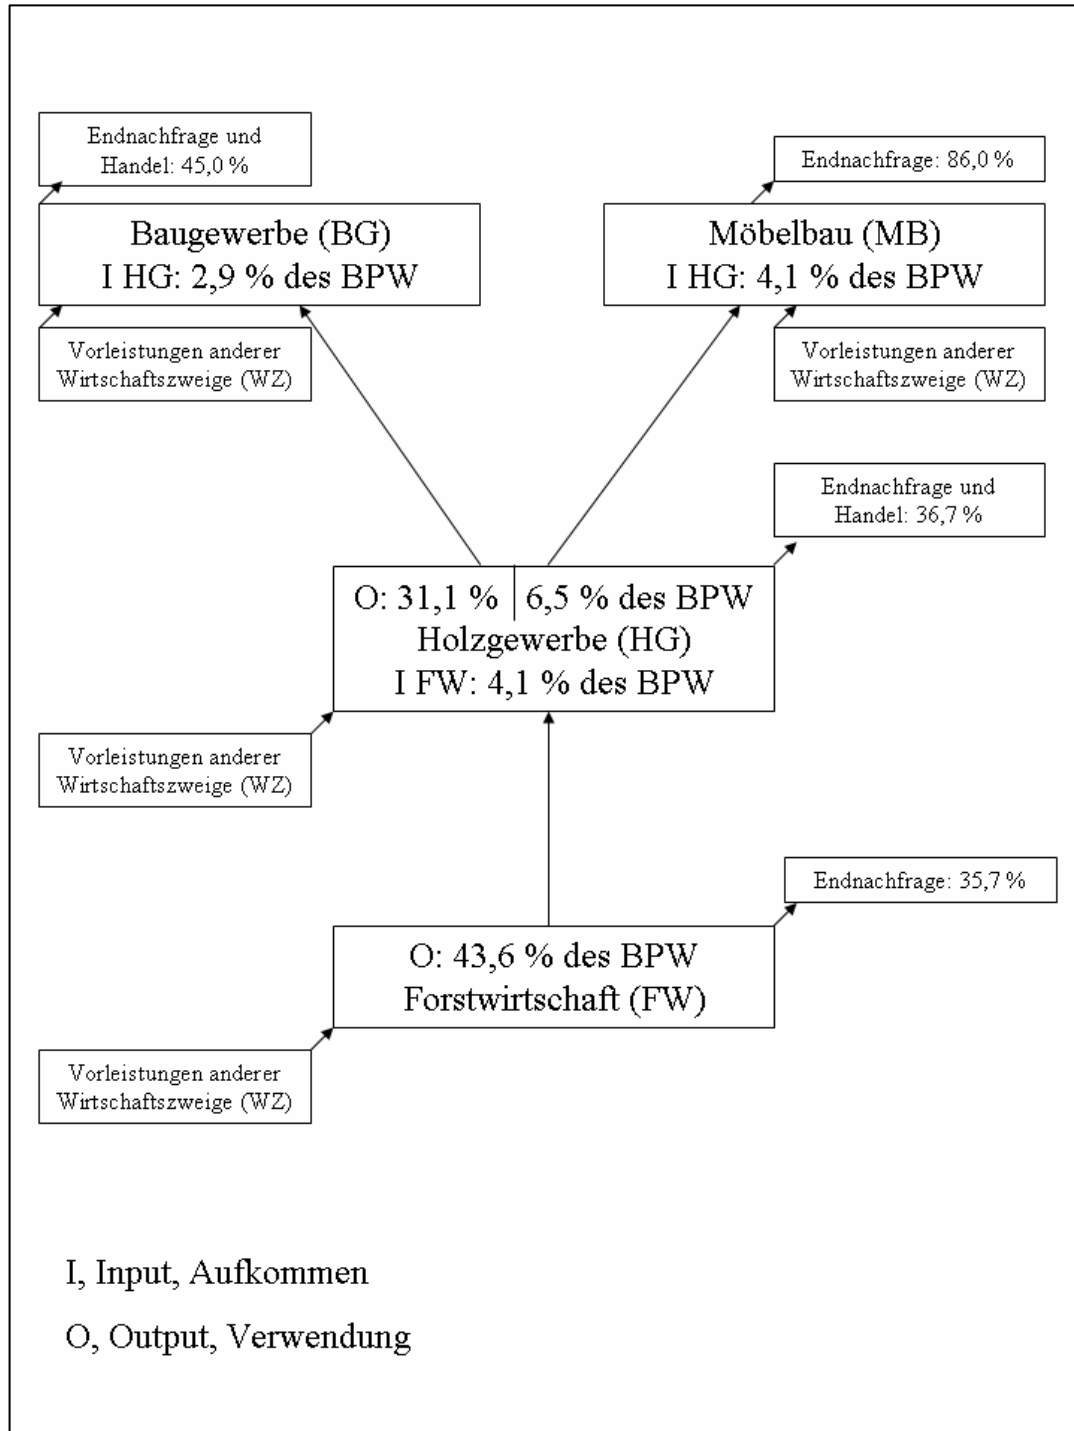 Endnachfrage und
Handel: 45,0 %
Endnachfrage: 86,0 %
Baugewerbe (BG)
I HG: 2,9 % des BPW
Möbelbau (MB)
I HG: 4,1 % des BPW
Vorleistungen anderer
Wirtschaftszweige (WZ)
Vorleistungen anderer
Wirtschaftszweige (WZ)
Endnachfrage und
Handel: 36,7 %
O: 31,1 % 6,5 % des BPW
Holzgewerbe (HG)
I FW: 4,1 % des BPW
Vorleistungen anderer
Wirtschaftszweige (WZ)
Endnachfrage: 35,7 %
O: 43,6 % des BPW
Forstwirtschaft (FW)
Vorleistungen anderer
Wirtschaftszweige (WZ)
I, Input, Aufkommen
O, Output, Verwendung